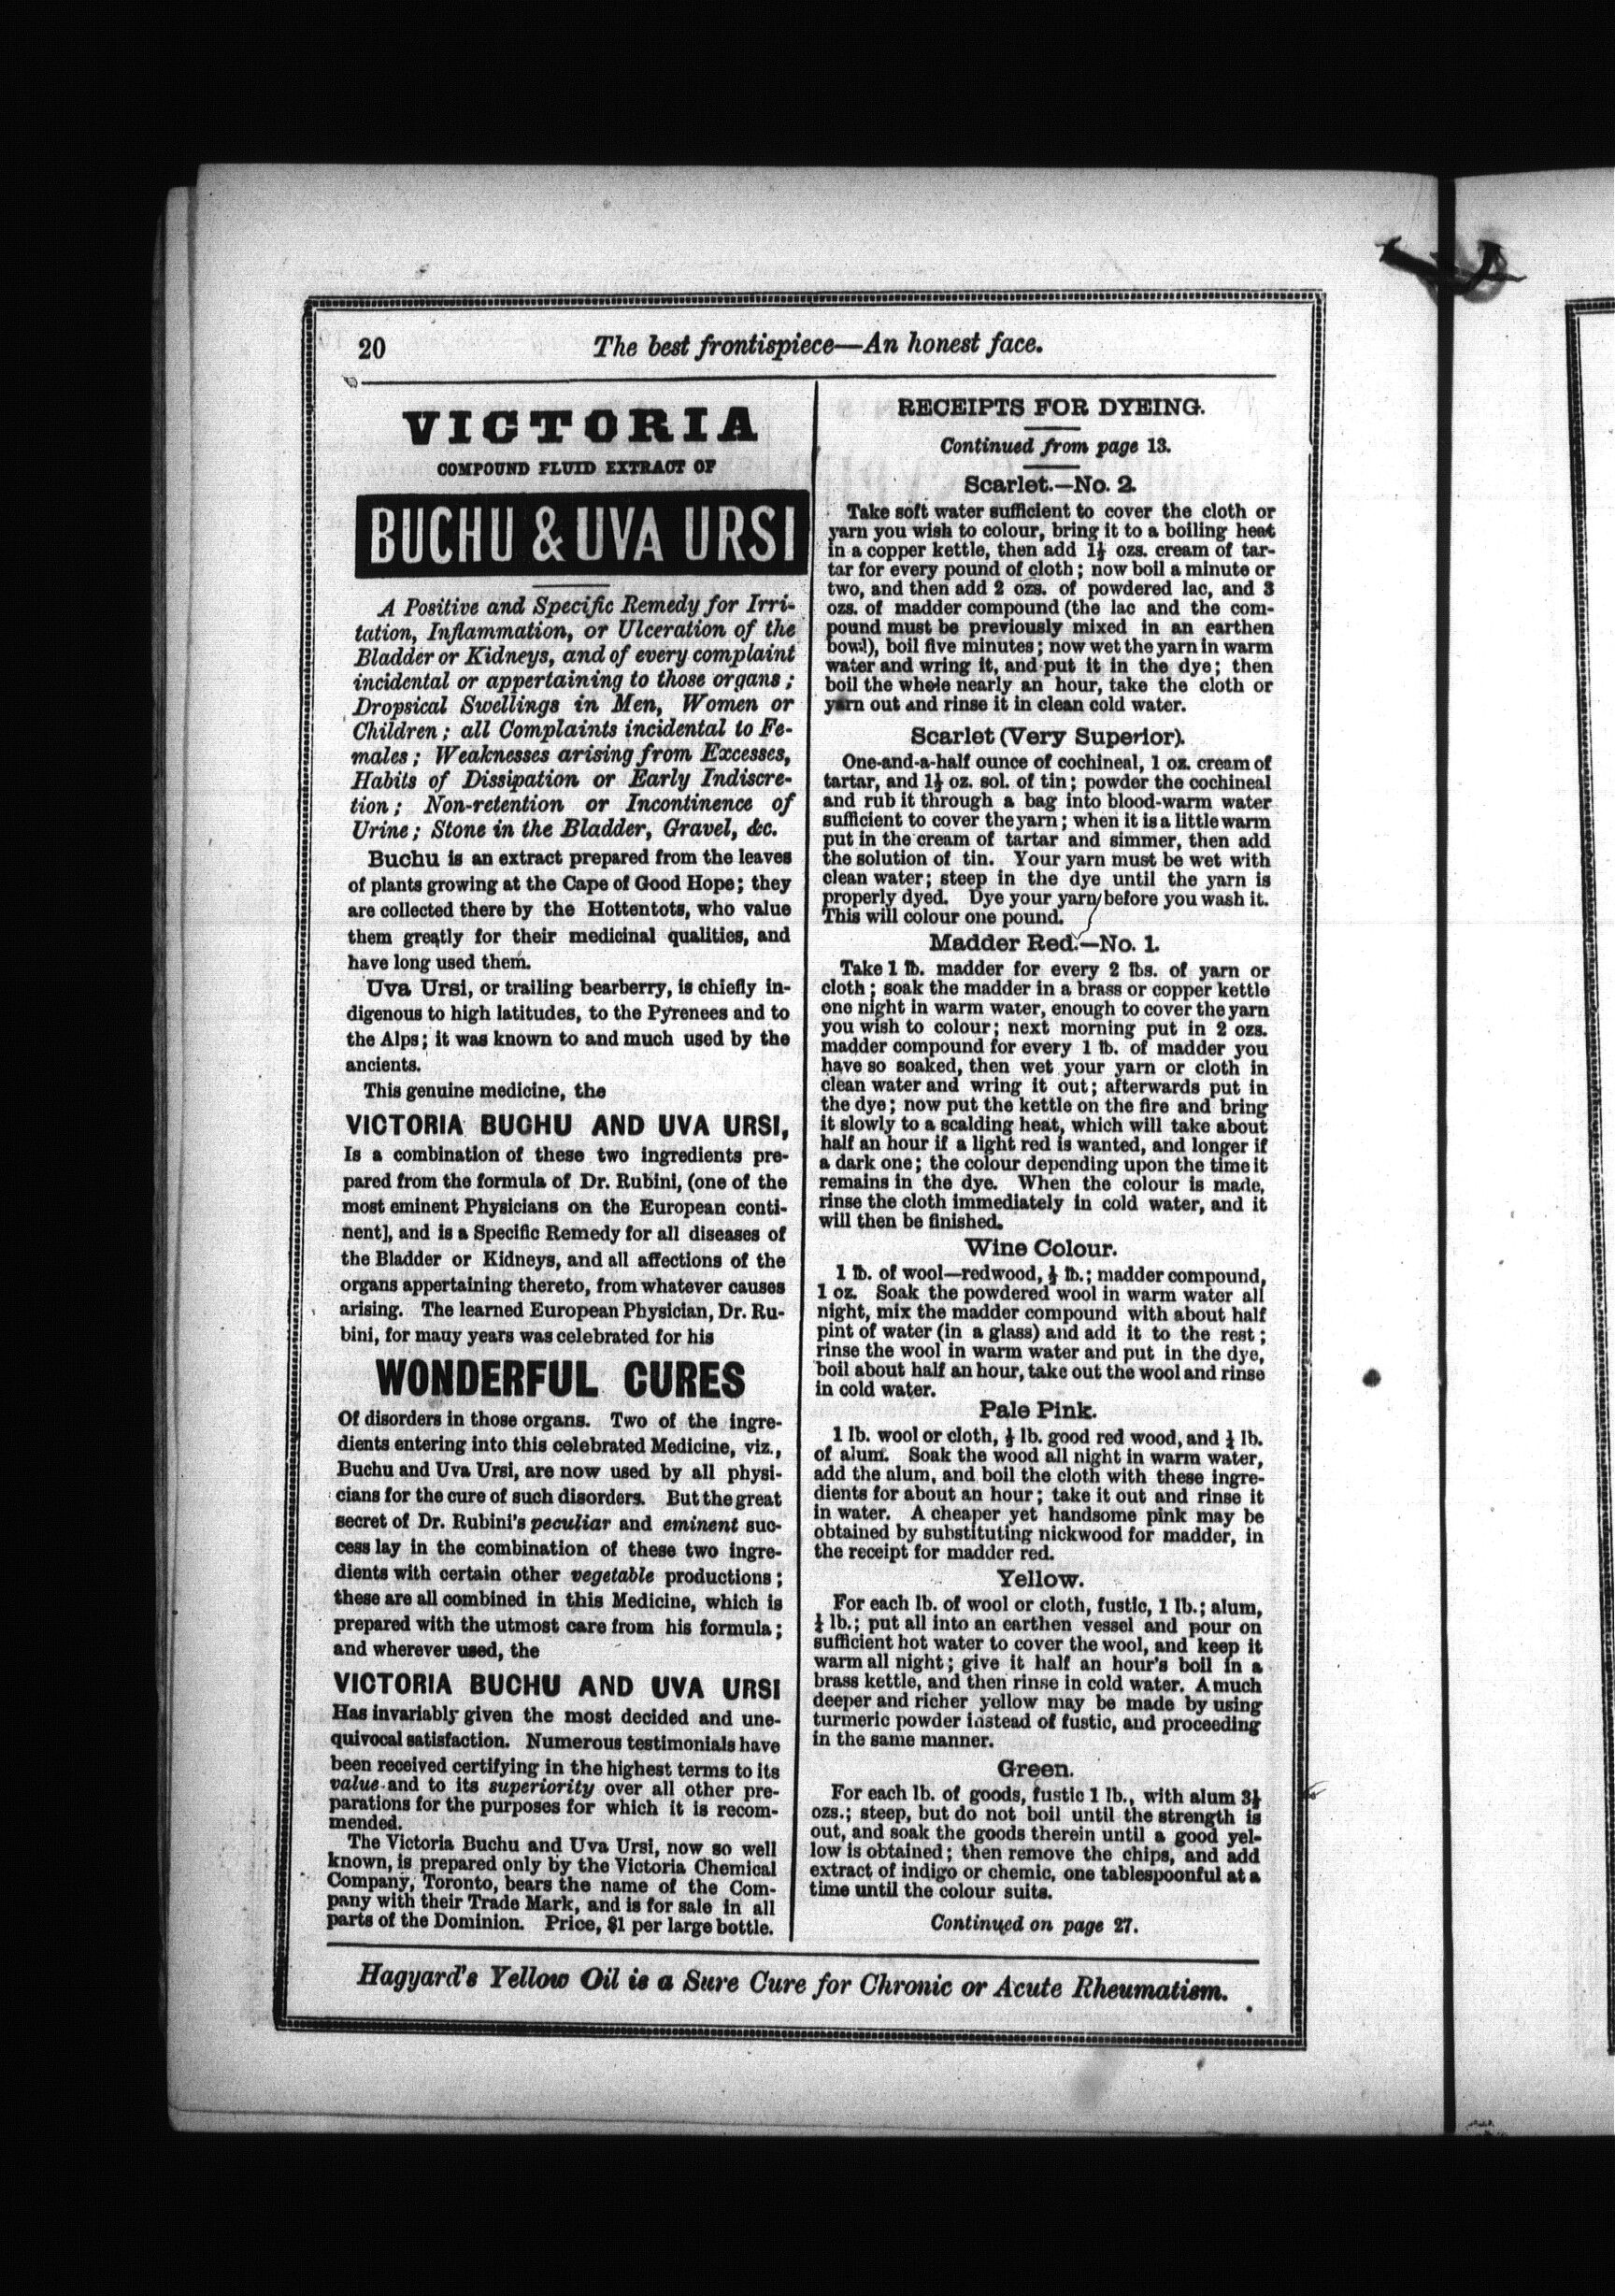 20
The best frontispiece—An honest face.
VICTORIA
COMPOUND FLUID EXTRACT OF
BUCHU & UVA URSI
A Positive and Specific Remedy for Irri-
tation, Inflammation, or Ulceration of the
Bladder or Kidneys, and of every complaint
incidental or appertaining to those organs;
Dropsical Swellings in Men, Women or
Children; all Complaints incidental to Fe-
males; Weaknesses arising from Excesses,
Habits of Dissipation or Early Indiscre-
tion; Non-retention or Incontinence of
Urine; Stone in the Bladder, Gravel, &c.
Buchu is an extract prepared from the leaves
of plants growing at the Cape of Good Hope; they
are collected there by the Hottentots, who value
them greatly for their medicinal qualities, and
have long used them.
Uva Ursi, or trailing bearberry, is chiefly in-
digenous to high latitudes, to the Pyrenees and to
the Alps; it was known to and much used by the
ancients.
This genuine medicine, the
VICTORIA BUCHU AND UVA URSI,
Is a combination of these two ingredients pre-
pared from the formula of Dr. Rubini, (one of the
most eminent Physicians on the European conti-
nent], and is a Specific Remedy for all diseases of
the Bladder or Kidneys, and all affections of the
organs appertaining thereto, from whatever causes
arising. The learned European Physician, Dr. Ru-
bini, for mauy years was celebrated for his
WONDERFUL CURES
Of disorders in those organs. Two of the ingre-
dients entering into this celebrated Medicine, viz.,
Buchu and Uva Ursi, are now used by all physi-
cians for the cure of such disorders. But the great
secret of Dr. Rubini's peculiar and eminent suc-
cess lay in the combination of these two ingre-
dients with certain other vegetable productions;
these are all combined in this Medicine, which is
prepared with the utmost care from his formula;
and wherever used, the
VICTORIA BUCHU AND UVA URSI
Has invariably given the most decided and une-
quivocal satisfaction. Numerous testimonials have
been received certifying in the highest terms to its
value and to its superiority over all other pre-
parations for the purposes for which it is recom-
mended.
The Victoria Buchu and Uva Ursi, now so well
known, is prepared only by the Victoria Chemical
Company, Toronto, bears the name of the Com-
pany with their Trade Mark, and is for sale in all
parts of the Dominion. Price, $1 per large bottle.
RECEIPTS FOR DYEING.
Continued from page 13.
Scarlet.—No. 2.
Take soft water sufficient to cover the cloth or
yarn you wish to colour, bring it to a boiling heat
in a copper kettle, then add 1½ ozs. cream of tar-
tar for every pound of cloth; now boil a minute or
two, and then add 2 ozs. of powdered lac, and 3
ozs. of madder compound (the lac and the com-
pound must be previously mixed in an earthen
bowl), boil five minutes; now wet the yarn in warm
water and wring it, and put it in the dye; then
boil the whole nearly an hour, take the cloth or
yarn out and rinse it in clean cold water.
Scarlet (Very Superior).
One-and-a-half ounce of cochineal, 1 oz. cream of
tartar, and 1½ oz. sol. of tin; powder the cochineal
and rub it through a bag into blood-warm water
sufficient to cover the yarn; when it is a little warm
put in the cream of tartar and simmer, then add
the solution of tin. Your yarn must be wet with
clean water; steep in the dye until the yarn is
properly dyed. Dye your yarn before you wash it.
This will colour one pound.
Madder Red.—No. 1.
Take 1 lb. madder for every 2 lbs. of yarn or
cloth; soak the madder in a brass or copper kettle
one night in warm water, enough to cover the yarn
you wish to colour; next morning put in 2 ozs.
madder compound for every 1 lb. of madder you
have so soaked, then wet your yarn or cloth in
clean water and wring it out; afterwards put in
the dye; now put the kettle on the fire and bring
it slowly to a scalding heat, which will take about
half an hour if a light red is wanted, and longer if
a dark one; the colour depending upon the time it
remains in the dye. When the colour is made,
rinse the cloth immediately in cold water, and it
will then be finished.
Wine Colour.
1 lb. of wool—redwood, ½ lb.; madder compound,
1 oz. Soak the powdered wool in warm water all
night, mix the madder compound with about half
pint of water (in a glass) and add it to the rest;
rinse the wool in warm water and put in the dye,
boil about half an hour, take out the wool and rinse
in cold water.
Pale Pink.
1 lb. wool or cloth, ½ lb. good red wood, and ¼ lb.
of alum. Soak the wood all night in warm water,
add the alum, and boil the cloth with these ingre-
dients for about an hour; take it out and rinse it
in water. A cheaper yet handsome pink may be
obtained by substituting nickwood for madder, in
the receipt for madder red.
Yellow.
For each lb. of wool or cloth, fustic, 1 lb.; alum,
¼ lb.; put all into an earthen vessel and pour on
sufficient hot water to cover the wool, and keep it
warm all night; give it half an hour's boil in a
brass kettle, and then rinse in cold water. A much
deeper and richer yellow may be made by using
turmeric powder instead of fustic, and proceeding
in the same manner.
Green.
For each lb. of goods, fustic 1 lb., with alum 3½
ozs.; steep, but do not boil until the strength is
out, and soak the goods therein until a good yel-
low is obtained; then remove the chips, and add
extract of indigo or chemic, one tablespoonful at a
time until the colour suits.
Continued on page 27.
Hagyard's Yellow Oil is a Sure Cure for Chronic or Acute Rheumatism.